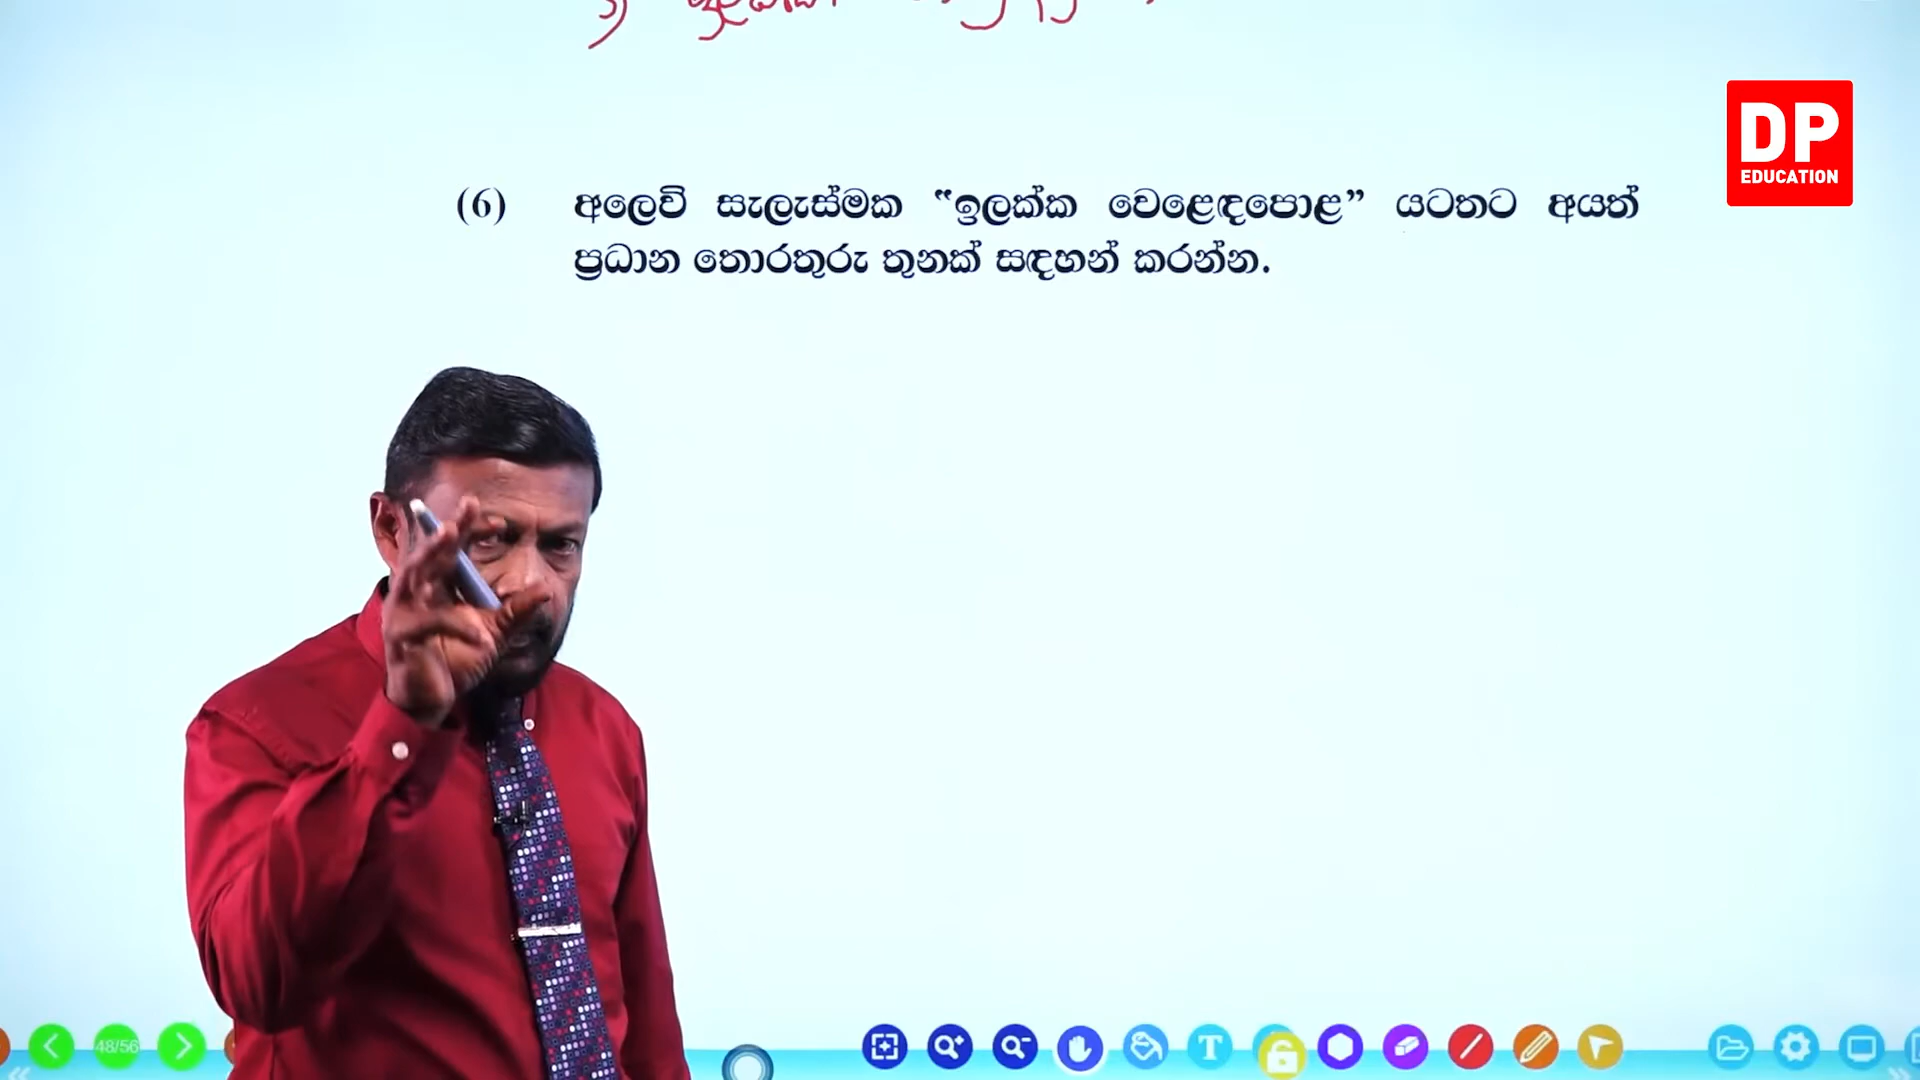 DP
EDUCATION
(6) අලෙවි සැලැස්මක “ඉලක්ක වෙළෙඳපොළ” යටතට අයත්
ප්‍රධාන තොරතුරු තුනක් සඳහන් කරන්න.
48/56
T